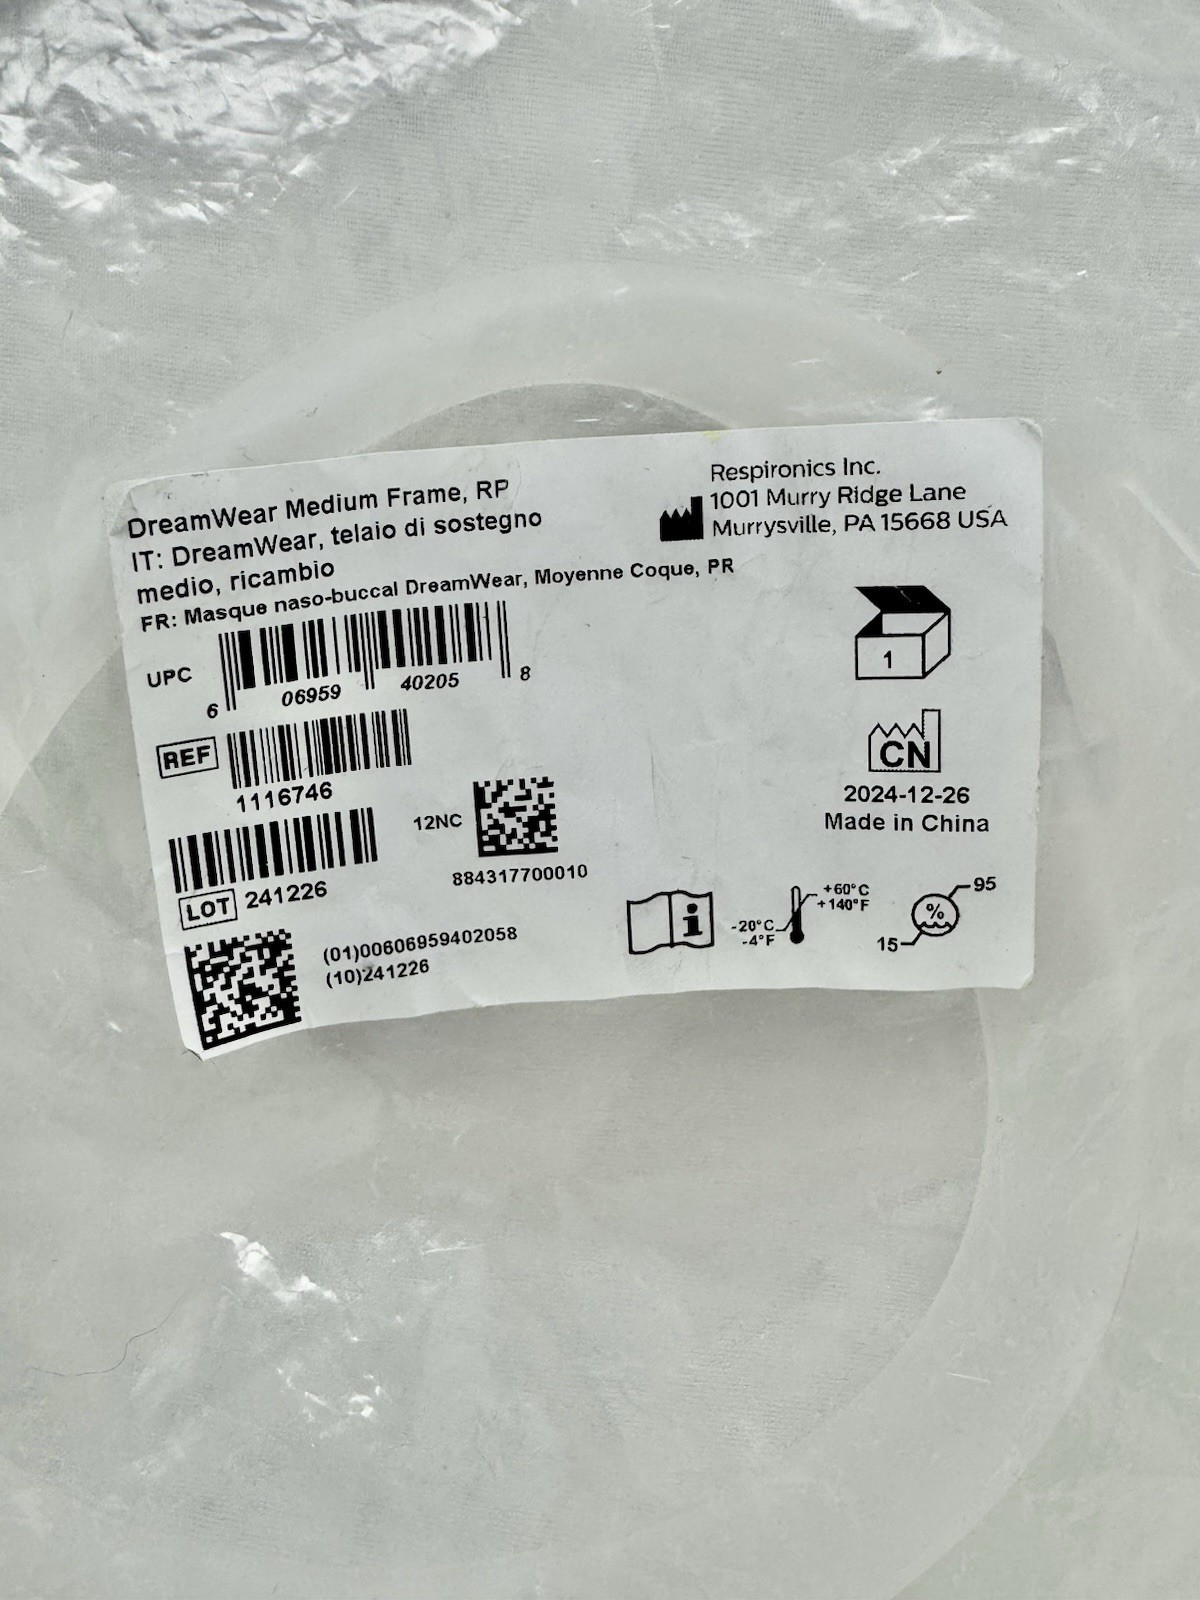 DreamWear Medium Frame, RP
IT: DreamWear, telaio di sostegno
medio, ricambio
FR: Masque naso-buccal DreamWear, Moyenne Coque, PR
Respironics Inc.
1001 Murry Ridge Lane
Murrysville, PA 15668 USA
UPC
6 06959 40205 8
1
REF
1116746
CN
2024-12-26
Made in China
12NC
884317700010
LOT 241226
(01)00606959402058
(10)241226
i
-20°C
-4°F
+60°C
+140°F
%
95
15